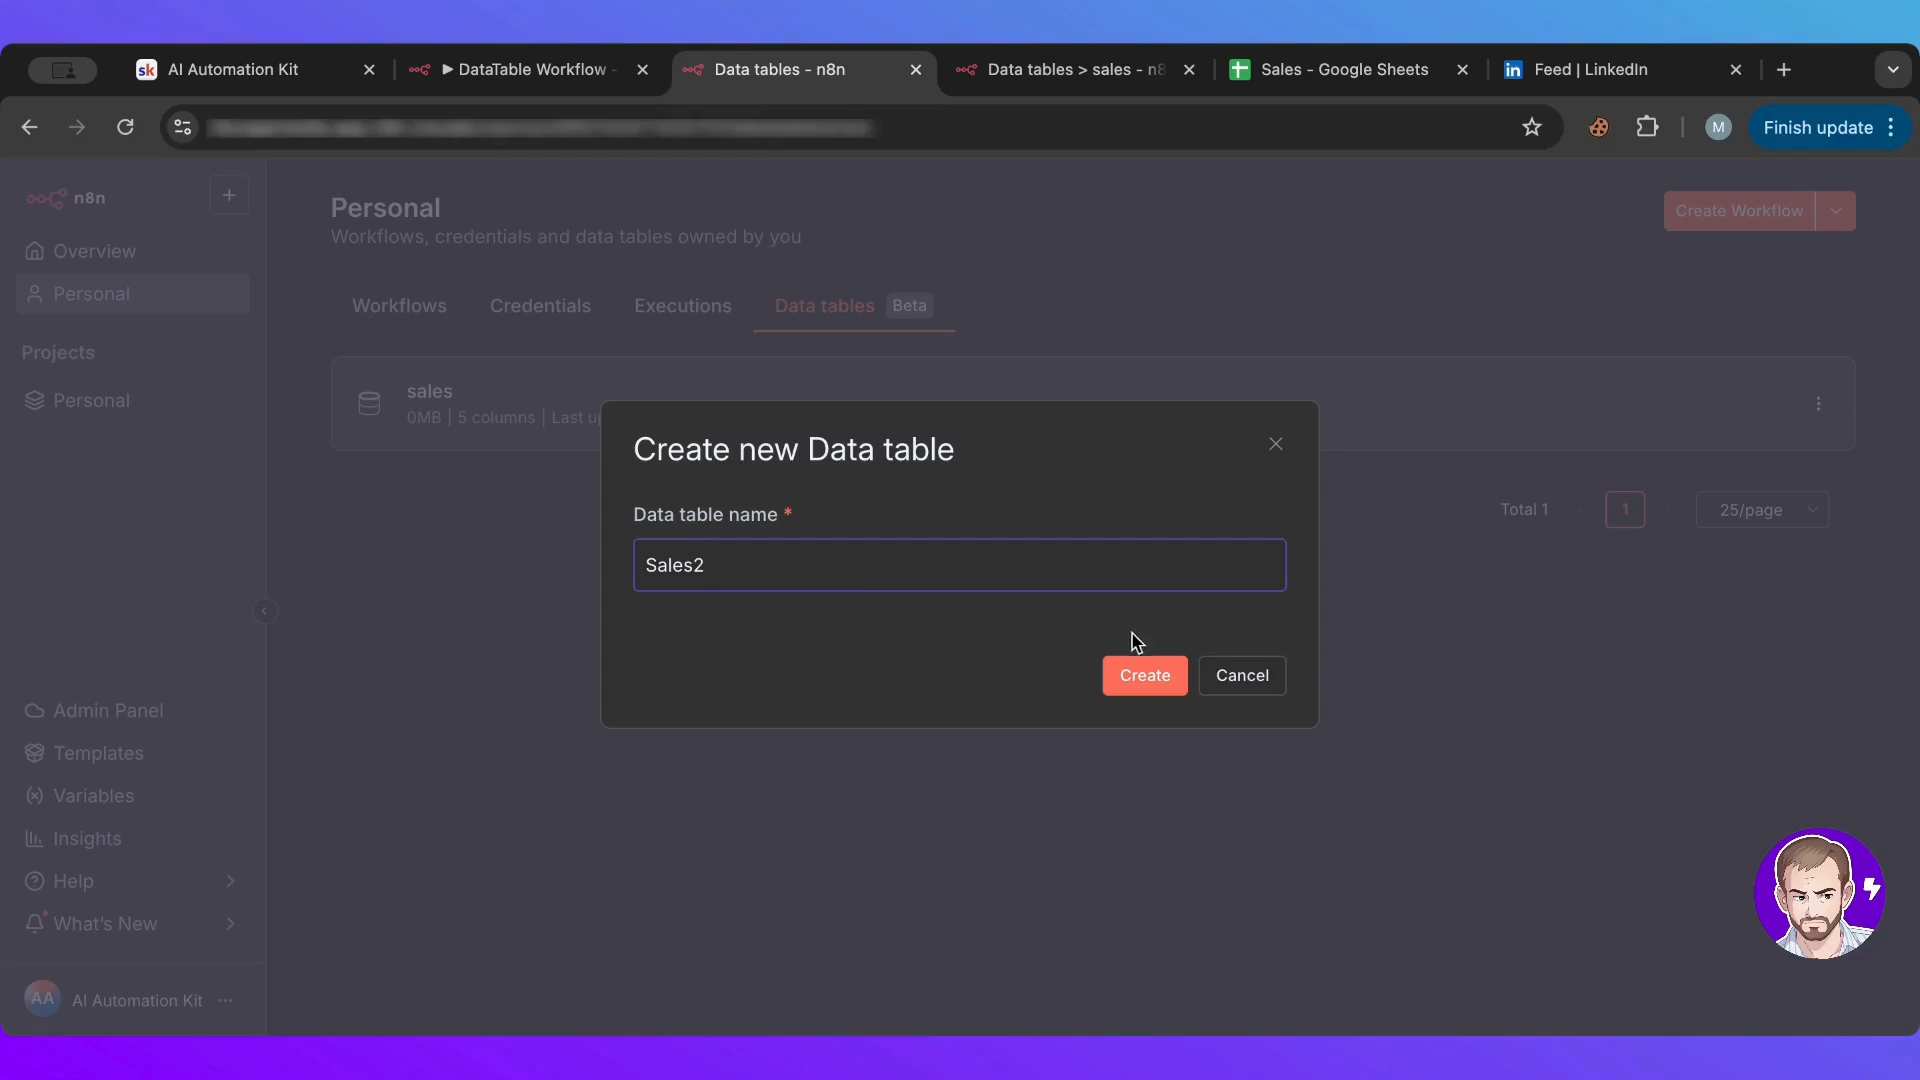 AI Automation Kit
DataTable Workflow -
Data tables - n8n
Data tables > sales - n8
Sales - Google Sheets
Feed | LinkedIn
M
Finish update
n8n
Overview
Personal
Projects
Personal
Admin Panel
Templates
Variables
Insights
Help
What's New
AA
AI Automation Kit
Personal
Workflows, credentials and data tables owned by you
Create Workflow
Workflows
Credentials
Executions
Data tables
Beta
sales
0MB | 5 columns | Last up
Total 1
1
25/page
Create new Data table
Data table name *
Sales2
Create
Cancel